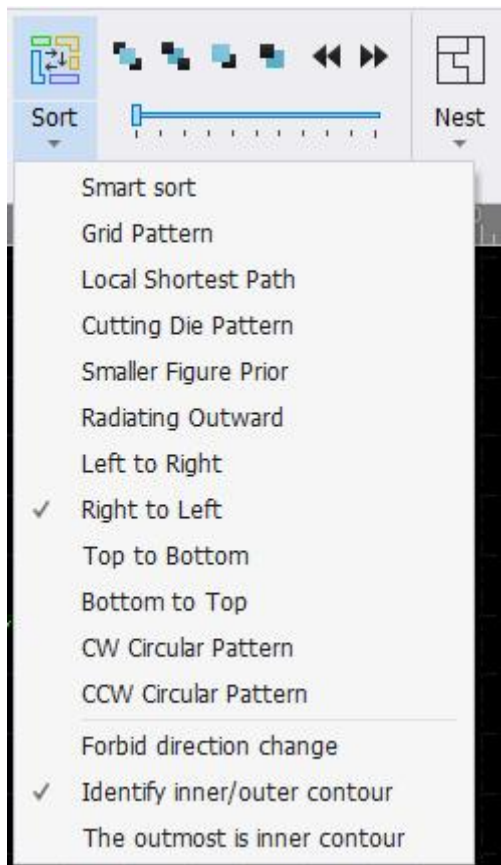 Sort
Nest
Smart sort
Grid Pattern
Local Shortest Path
Cutting Die Pattern
Smaller Figure Prior
Radiating Outward
Left to Right
Right to Left
Top to Bottom
Bottom to Top
CW Circular Pattern
CCW Circular Pattern
Forbid direction change
Identify inner/outer contour
The outmost is inner contour